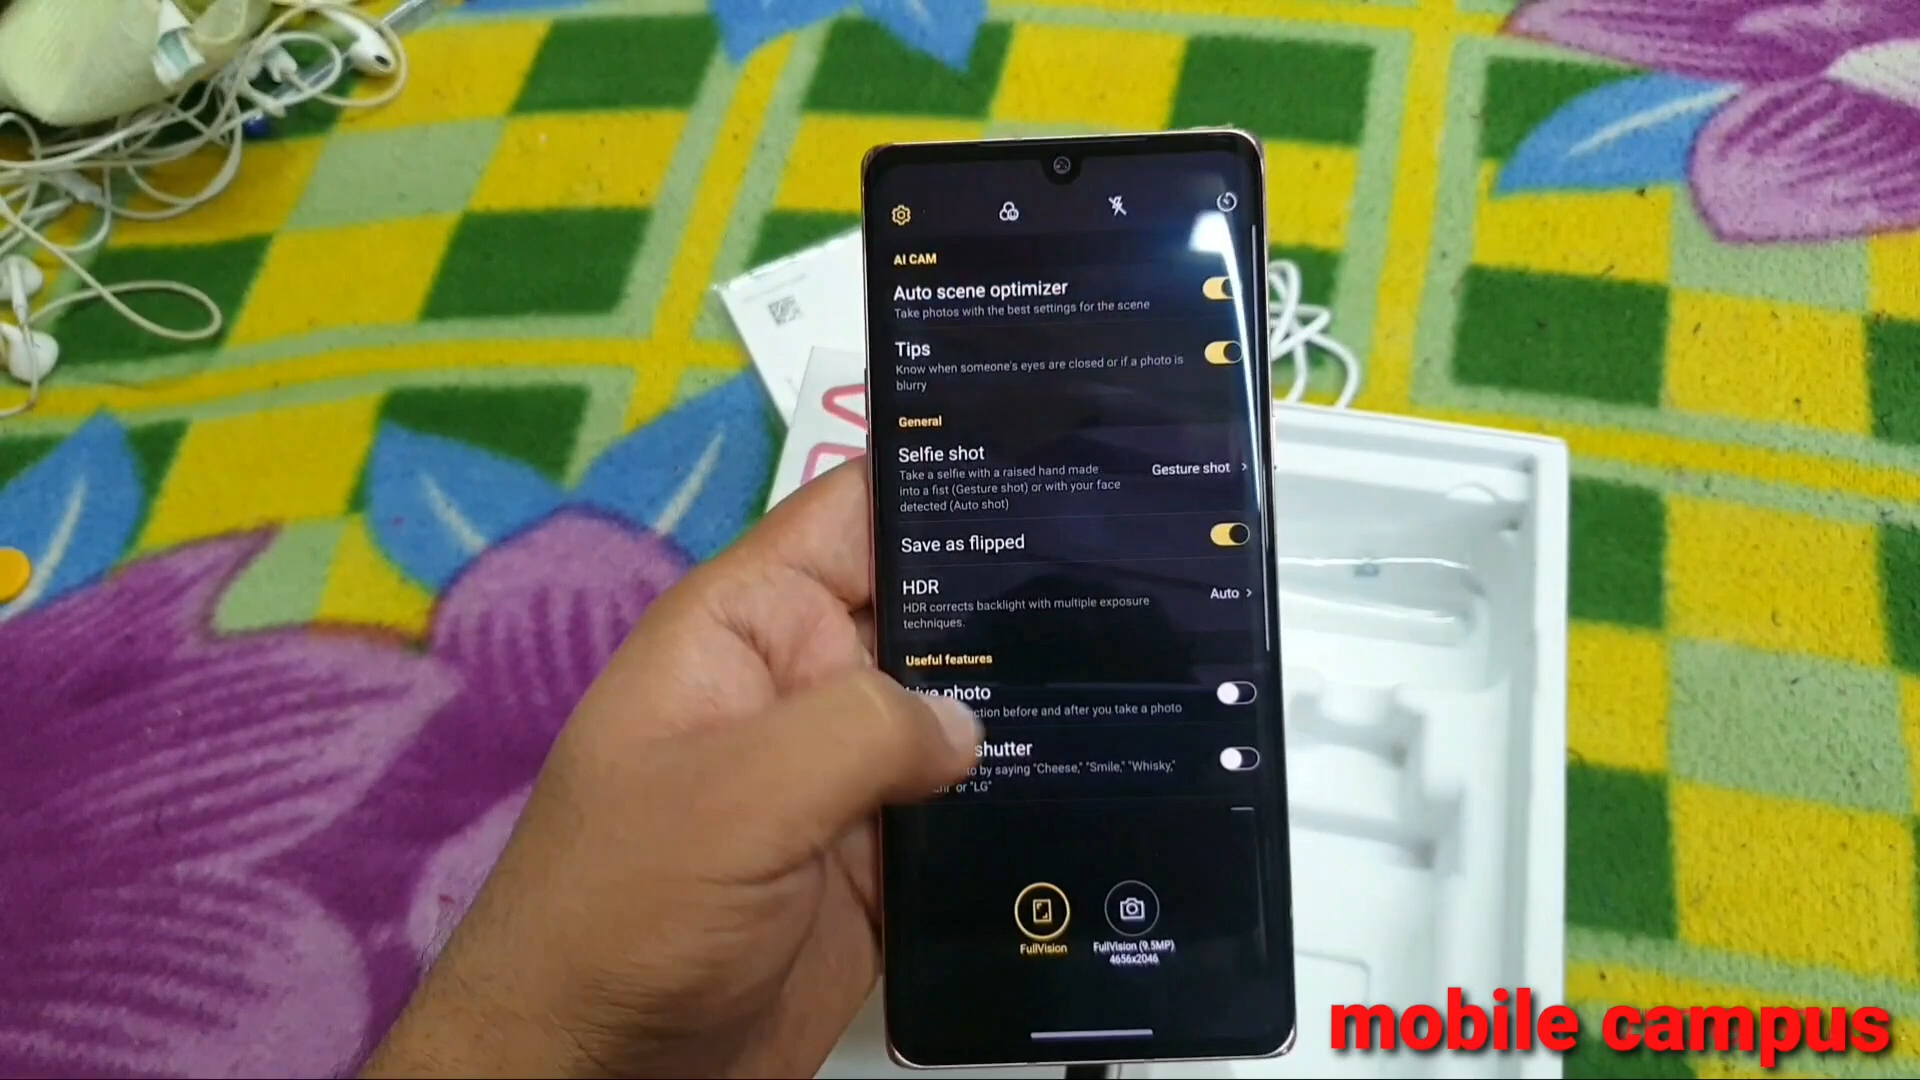 AI CAM
Auto scene optimizer
Take photos with the best settings for the scene
Tips
Know when someone's eyes are closed or if a photo is
blurry
General
Selfie shot
Take a selfie with a raised hand made
into a fist (Gesture shot) or with your face
detected (Auto shot)
Gesture shot
Save as flipped
HDR
HDR corrects backlight with multiple exposure
techniques.
Auto
Useful features
photo
before and after you take a photo
shutter
by saying "Cheese," "Smile," "Whisky,"
or "LG"
FullVision
FullVision (9.5MP)
4656x2046
mobile campus